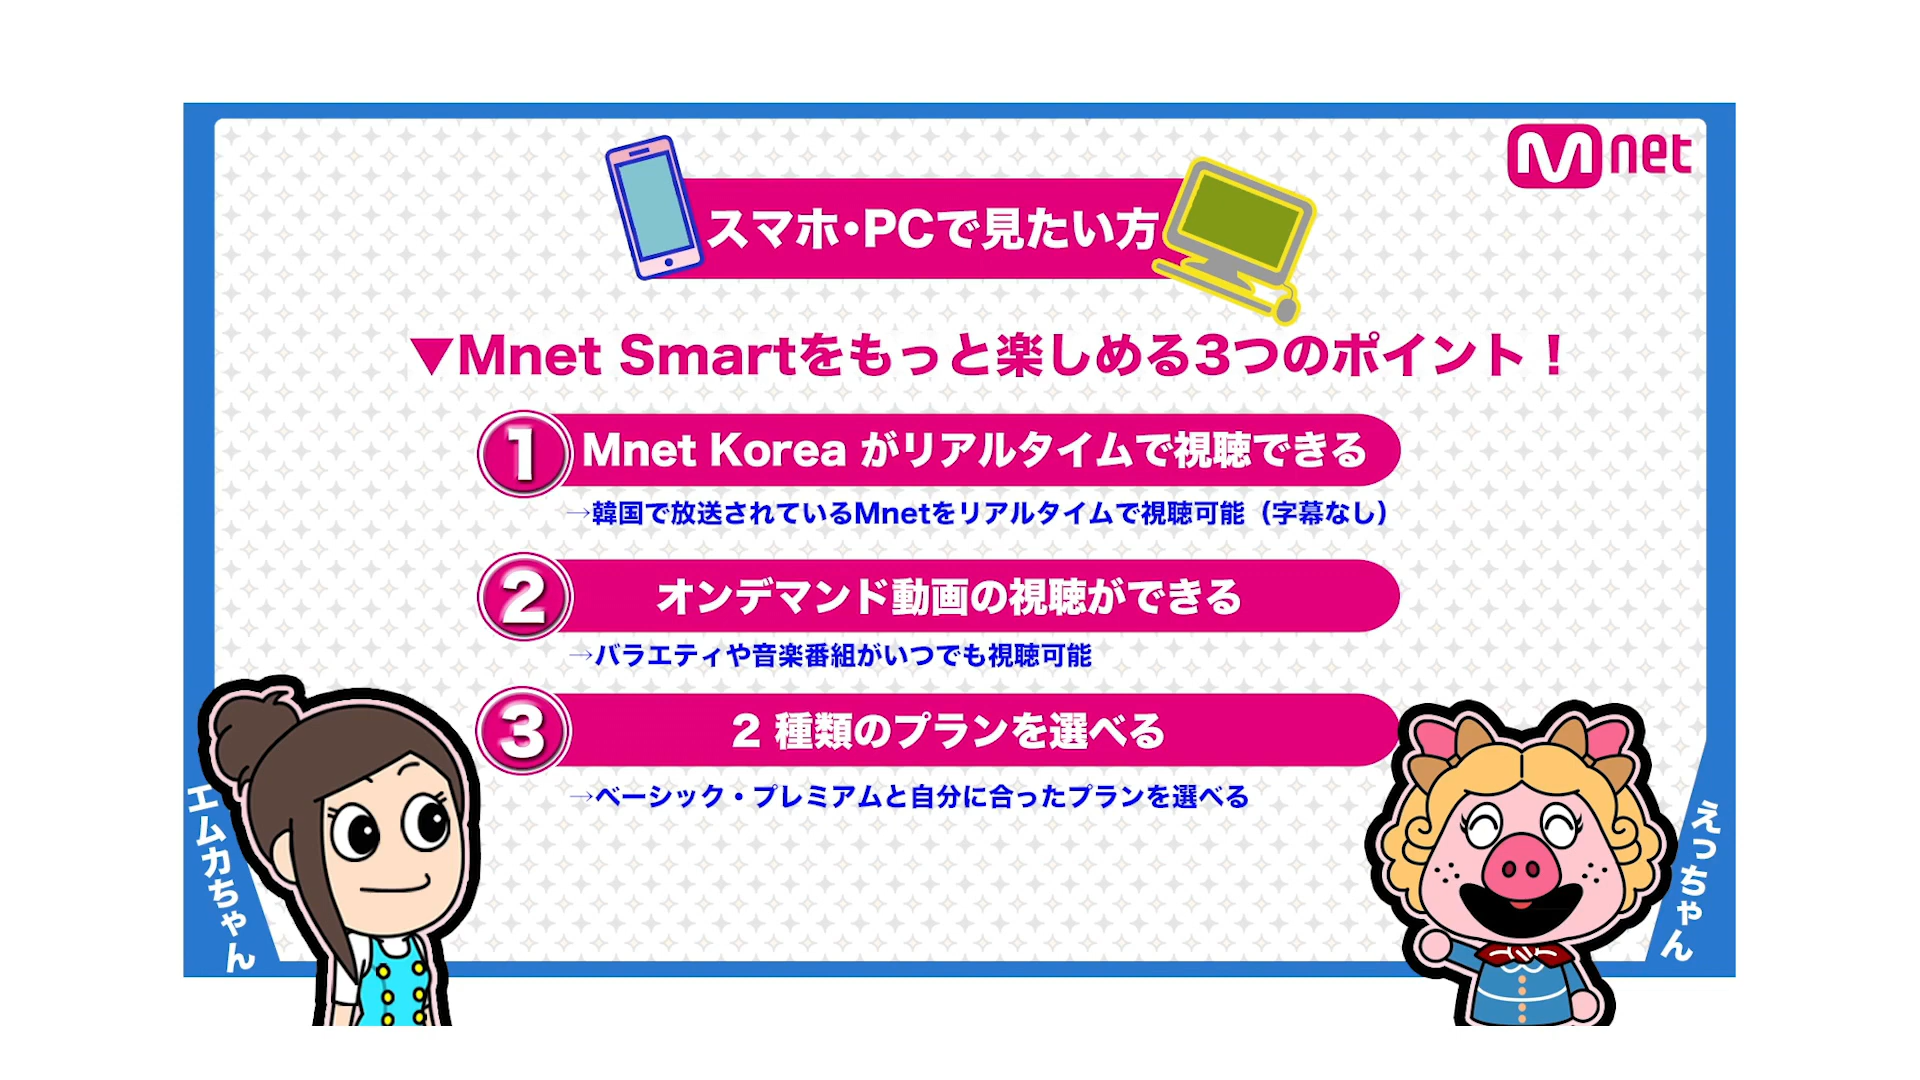 Mnet
スマホ・PCで見たい方
▼Mnet Smartをもっと楽しめる3つのポイント！
1 Mnet Korea がリアルタイムで視聴できる
→韓国で放送されているMnetをリアルタイムで視聴可能（字幕なし）
2 オンデマンド動画の視聴ができる
→バラエティや音楽番組がいつでも視聴可能
3 2 種類のプランを選べる
→ベーシック・プレミアムと自分に合ったプランを選べる
エムカちゃん
えっちゃん